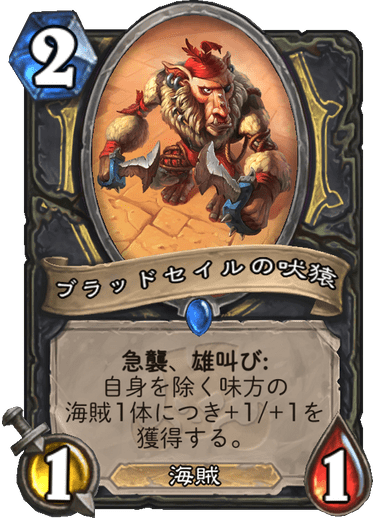 2
ブラッドセイルの吠猿
急襲、雄叫び:
自身を除く味方の
海賊1体につき+1/+1を
獲得する。
海賊
1
1